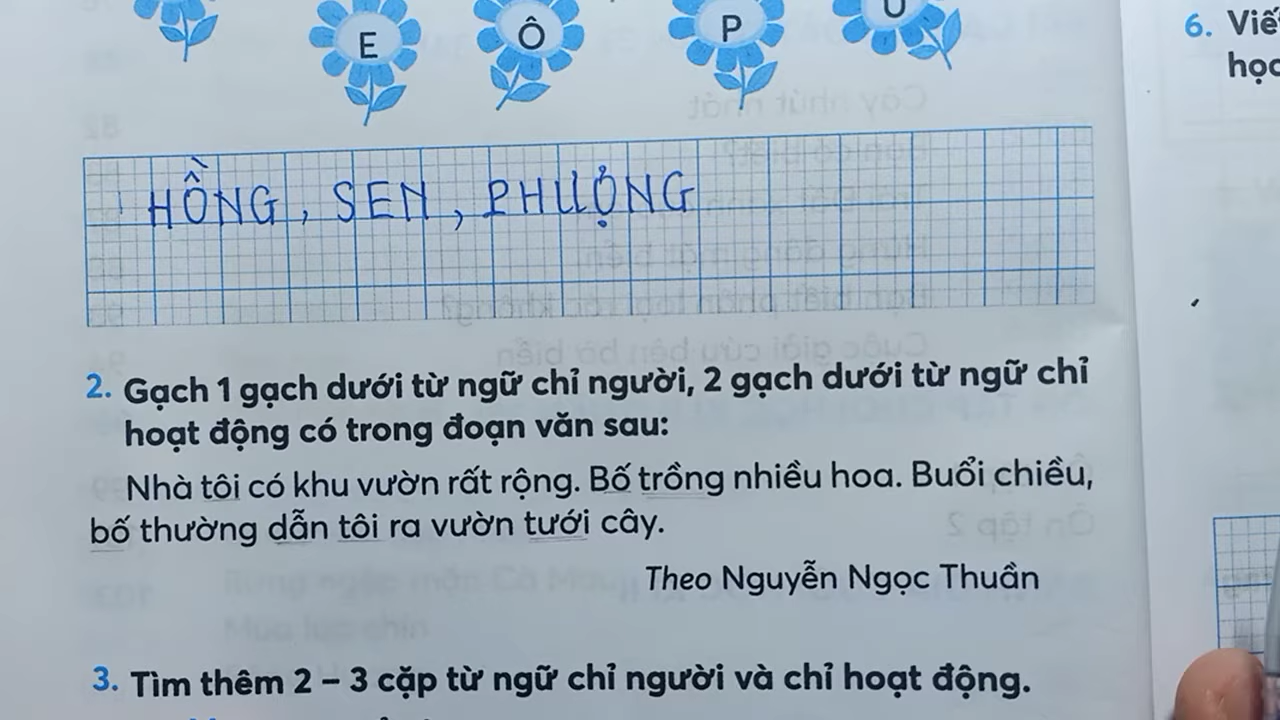 E
Ô
P
6. Viế
học
HỒNG, SEN, PHƯỢNG
2. Gạch 1 gạch dưới từ ngữ chỉ người, 2 gạch dưới từ ngữ chỉ
hoạt động có trong đoạn văn sau:
Nhà tôi có khu vườn rất rộng. Bố trồng nhiều hoa. Buổi chiều,
bố thường dẫn tôi ra vườn tưới cây.
Theo Nguyễn Ngọc Thuần
3. Tìm thêm 2 – 3 cặp từ ngữ chỉ người và chỉ hoạt động.